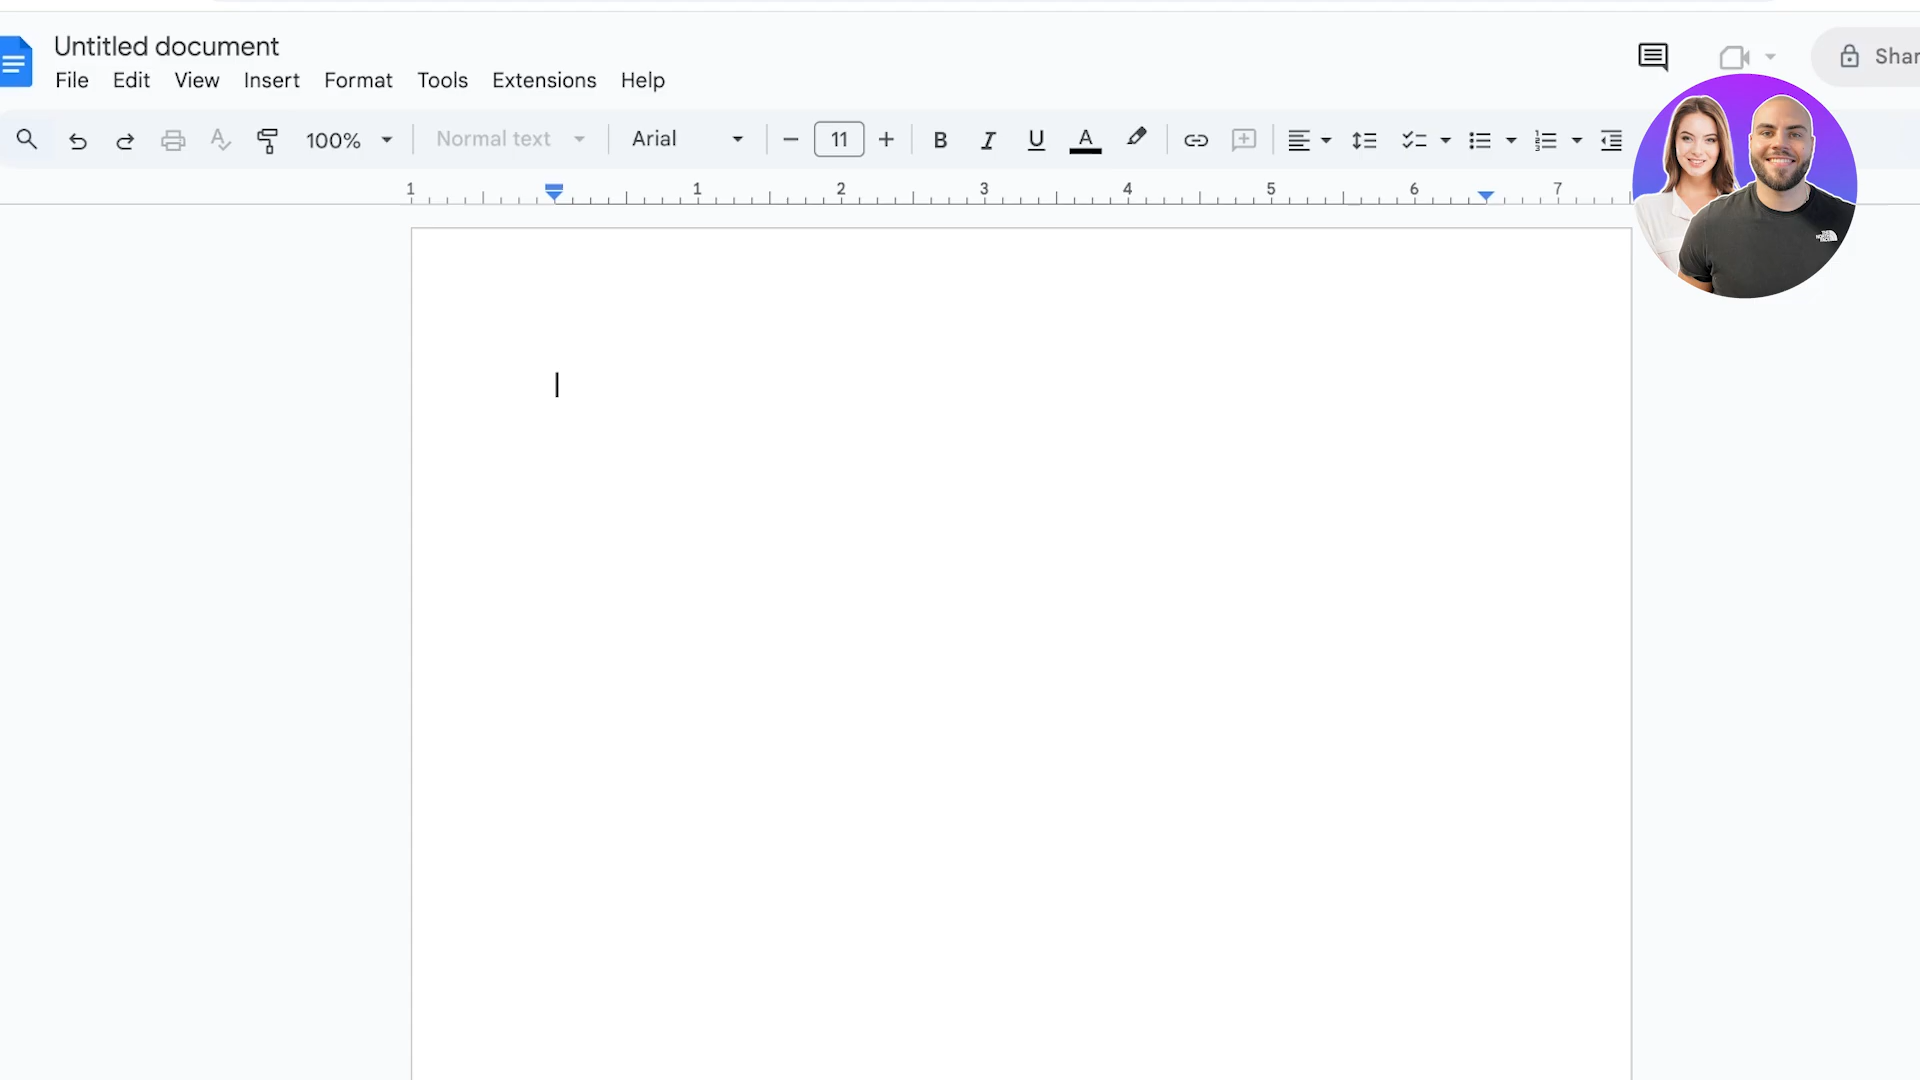 Untitled document
File Edit View Insert Format Tools Extensions Help
Shar
100% Normal text Arial 11 B I U A
1 1 2 3 4 5 6 7